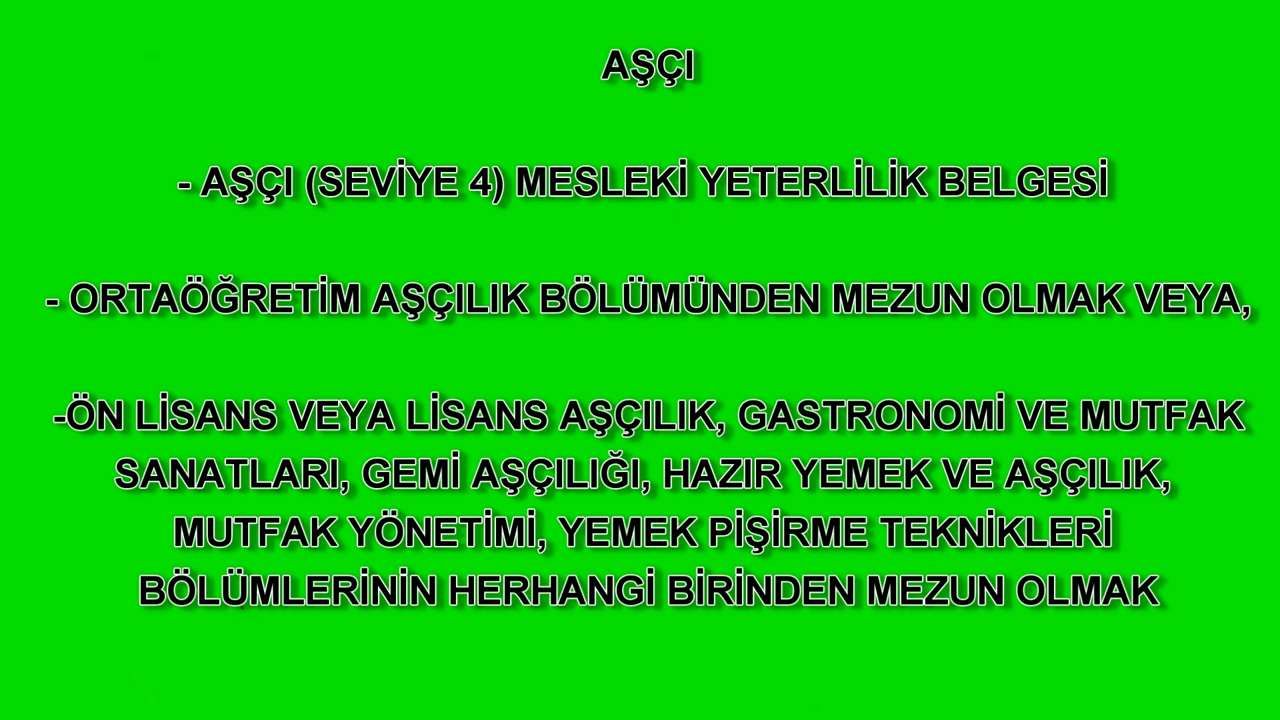 AŞÇI
- AŞÇI (SEVİYE 4) MESLEKİ YETERLİLİK BELGESİ
- ORTAÖĞRETİM AŞÇILIK BÖLÜMÜNDEN MEZUN OLMAK VEYA,
-ÖN LİSANS VEYA LİSANS AŞÇILIK, GASTRONOMİ VE MUTFAK
SANATLARI, GEMİ AŞÇILIĞI, HAZIR YEMEK VE AŞÇILIK,
MUTFAK YÖNETİMİ, YEMEK PİŞİRME TEKNİKLERİ
BÖLÜMLERİNİN HERHANGİ BİRİNDEN MEZUN OLMAK